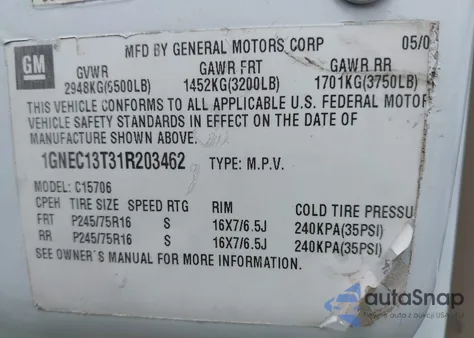 GM
MFD BY GENERAL MOTORS CORP 05/0
GVWR GAWR FRT GAWR RR
2948KG(6500LB) 1452KG(3200LB) 1701KG(3750LB)
THIS VEHICLE CONFORMS TO ALL APPLICABLE U.S. FEDERAL MOTOR
VEHICLE SAFETY STANDARDS IN EFFECT ON THE DATE OF
MANUFACTURE SHOWN ABOVE.
1GNEC13T31R203462 TYPE: M.P.V.
MODEL: C15706
CPEH TIRE SIZE SPEED RTG RIM COLD TIRE PRESSU
FRT P245/75R16 S 16X7/6.5J 240KPA(35PSI)
RR P245/75R16 S 16X7/6.5J 240KPA(35PSI)
SEE OWNER'S MANUAL FOR MORE INFORMATION.
autoSnap